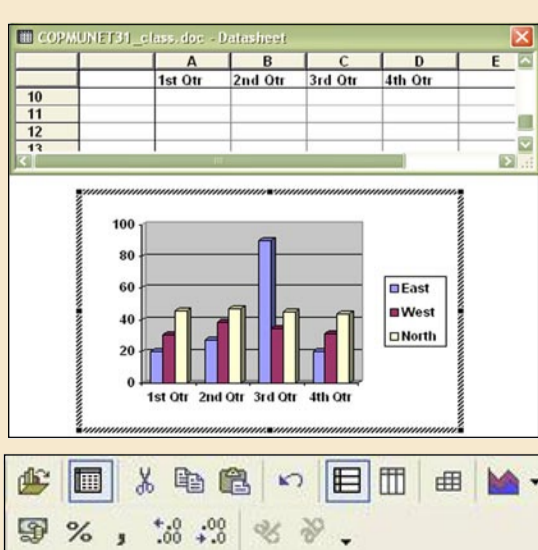 COPMUNET31_class.doc - Datasheet
A B C D E
1st Qtr 2nd Qtr 3rd Qtr 4th Qtr
10
11
12
13
100
80
60
40
20
0
1st Qtr 2nd Qtr 3rd Qtr 4th Qtr
East
West
North
% , .0 .00 .00 .0